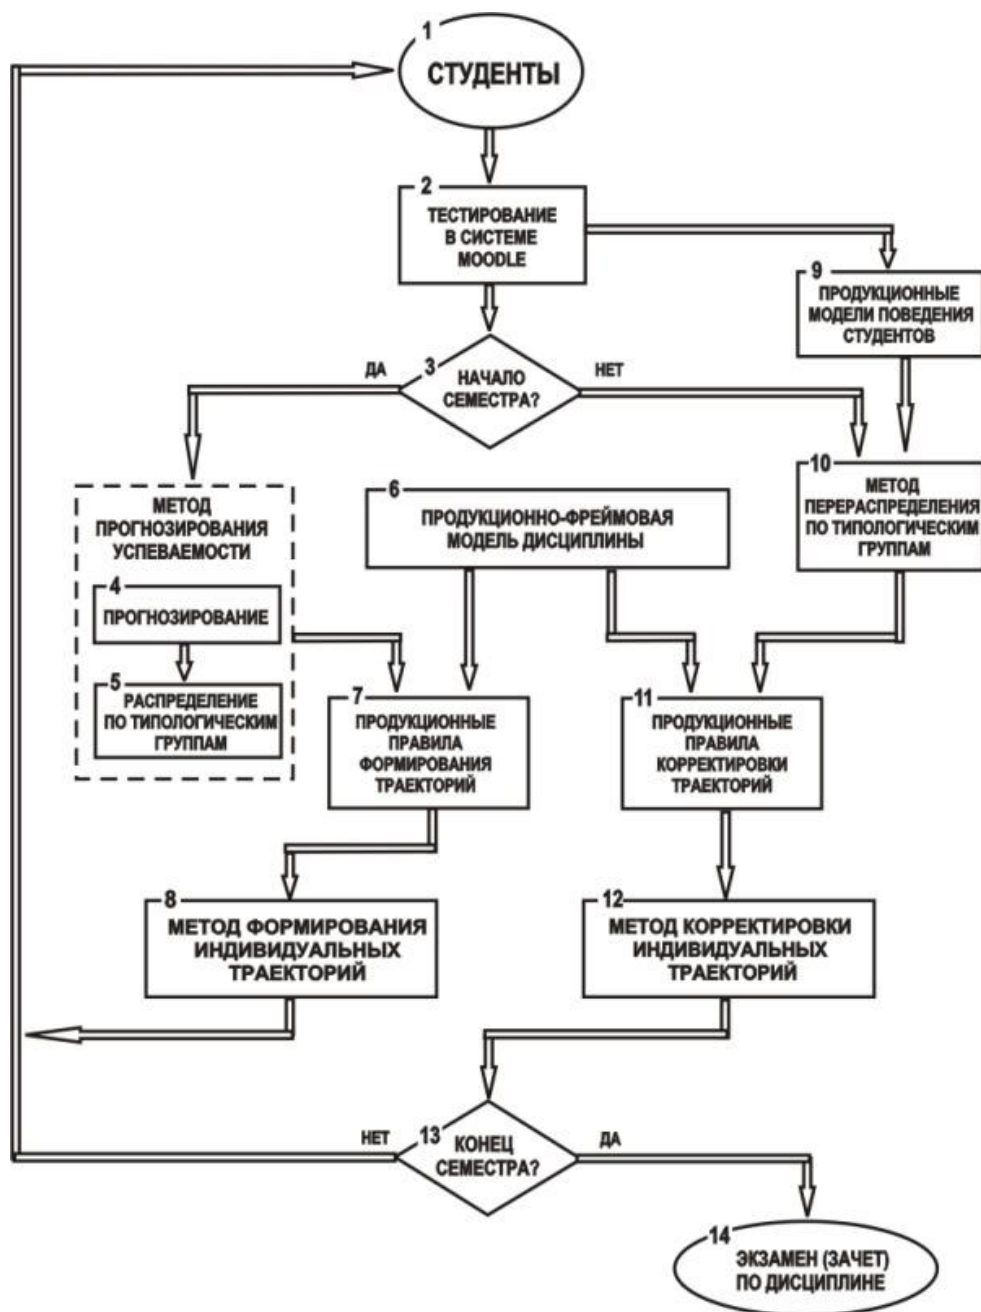 1
СТУДЕНТЫ
2
ТЕСТИРОВАНИЕ
В СИСТЕМЕ
MOODLE
9
ПРОДУКЦИОННЫЕ
МОДЕЛИ ПОВЕДЕНИЯ
СТУДЕНТОВ
ДА
3
НАЧАЛО
СЕМЕСТРА?
НЕТ
МЕТОД
ПРОГНОЗИРОВАНИЯ
УСПЕВАЕМОСТИ
4
ПРОГНОЗИРОВАНИЕ
5
РАСПРЕДЕЛЕНИЕ
ПО ТИПОЛОГИЧЕСКИМ
ГРУППАМ
6
ПРОДУКЦИОННО-ФРЕЙМОВАЯ
МОДЕЛЬ ДИСЦИПЛИНЫ
10
МЕТОД
ПЕРЕРАСПРЕДЕЛЕНИЯ
ПО ТИПОЛОГИЧЕСКИМ
ГРУППАМ
7
ПРОДУКЦИОННЫЕ
ПРАВИЛА
ФОРМИРОВАНИЯ
ТРАЕКТОРИЙ
11
ПРОДУКЦИОННЫЕ
ПРАВИЛА
КОРРЕКТИРОВКИ
ТРАЕКТОРИЙ
8
МЕТОД ФОРМИРОВАНИЯ
ИНДИВИДУАЛЬНЫХ
ТРАЕКТОРИЙ
12
МЕТОД КОРРЕКТИРОВКИ
ИНДИВИДУАЛЬНЫХ
ТРАЕКТОРИЙ
НЕТ
13
КОНЕЦ
СЕМЕСТРА?
ДА
14
ЭКЗАМЕН (ЗАЧЕТ)
ПО ДИСЦИПЛИНЕ